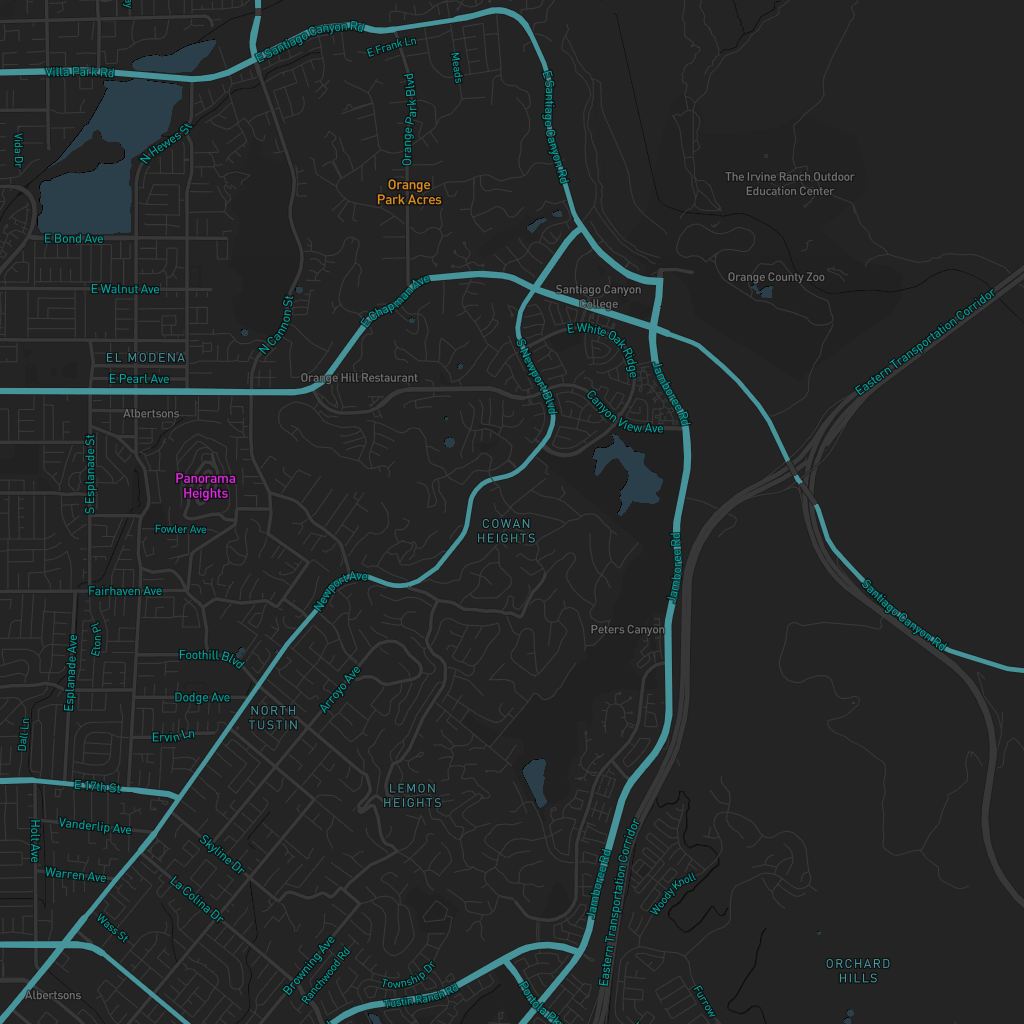 E Santiago Canyon Rd
E Frank Ln
Villa Park Rd
Meads
Orange Park Blvd
E Santiago Canyon Rd
N Hewes St
Vida Dr
The Irvine Ranch Outdoor
Education Center
Orange
Park Acres
E Bond Ave
Orange County Zoo
E Walnut Ave
E Chapman Ave
Santiago Canyon
College
Eastern Transportation Corridor
N Cannon St
E White Oak Ridge
EL MODENA
S Newport Blvd
E Pearl Ave
Orange Hill Restaurant
Jamboree Rd
Canyon View Ave
Albertsons
S Esplanade St
Panorama
Heights
COWAN
HEIGHTS
Fowler Ave
Jamboree Rd
Newport Ave
Fairhaven Ave
Santiago Canyon Rd
Peters Canyon
Eton Pl
Esplanade Ave
Foothill Blvd
Arroyo Ave
Dodge Ave
NORTH
TUSTIN
Dall Ln
Ervin Ln
E 17th St
LEMON
HEIGHTS
Vanderlip Ave
Holt Ave
Skyline Dr
Warren Ave
Jamboree Rd
Eastern Transportation Corridor
Woody Knoll
La Colina Dr
Wass St
Browning Ave
Ranchwood Rd
Township Dr
Tustin Ranch Rd
ORCHARD
HILLS
Albertsons
Furrow